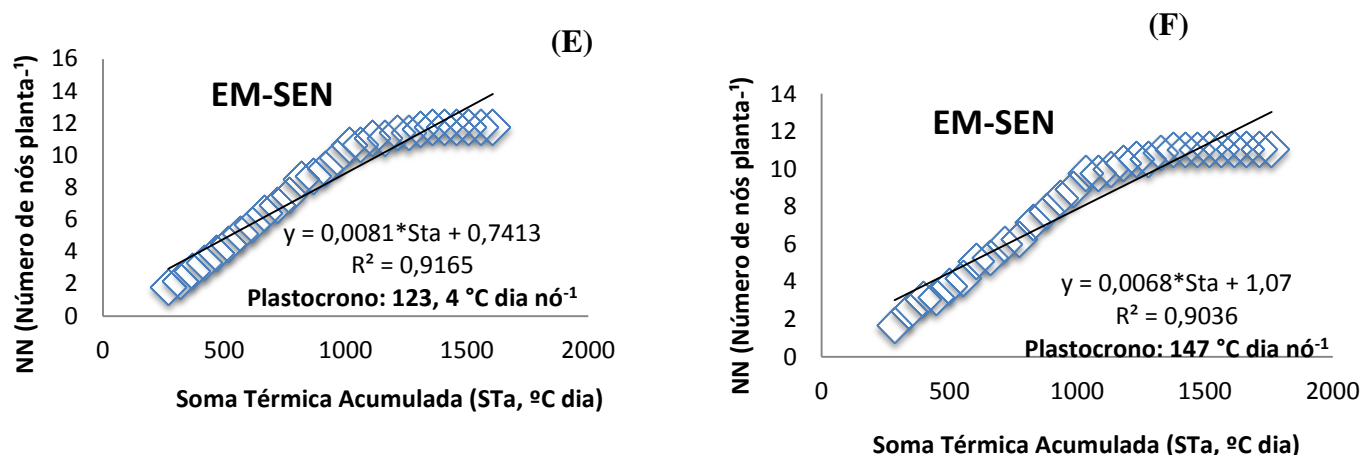 (E)
EM-SEN
NN (Número de nós planta-¹)
16
14
12
10
8
6
4
2
0
y = 0,0081*Sta + 0,7413
R² = 0,9165
Plastocrono: 123, 4 °C dia nó-¹
0 500 1000 1500 2000
Soma Térmica Acumulada (STa, ºC dia)
(F)
EM-SEN
NN (Número de nós planta-¹)
14
12
10
8
6
4
2
0
y = 0,0068*Sta + 1,07
R² = 0,9036
Plastocrono: 147 °C dia nó-¹
0 500 1000 1500 2000
Soma Térmica Acumulada (STa, ºC dia)